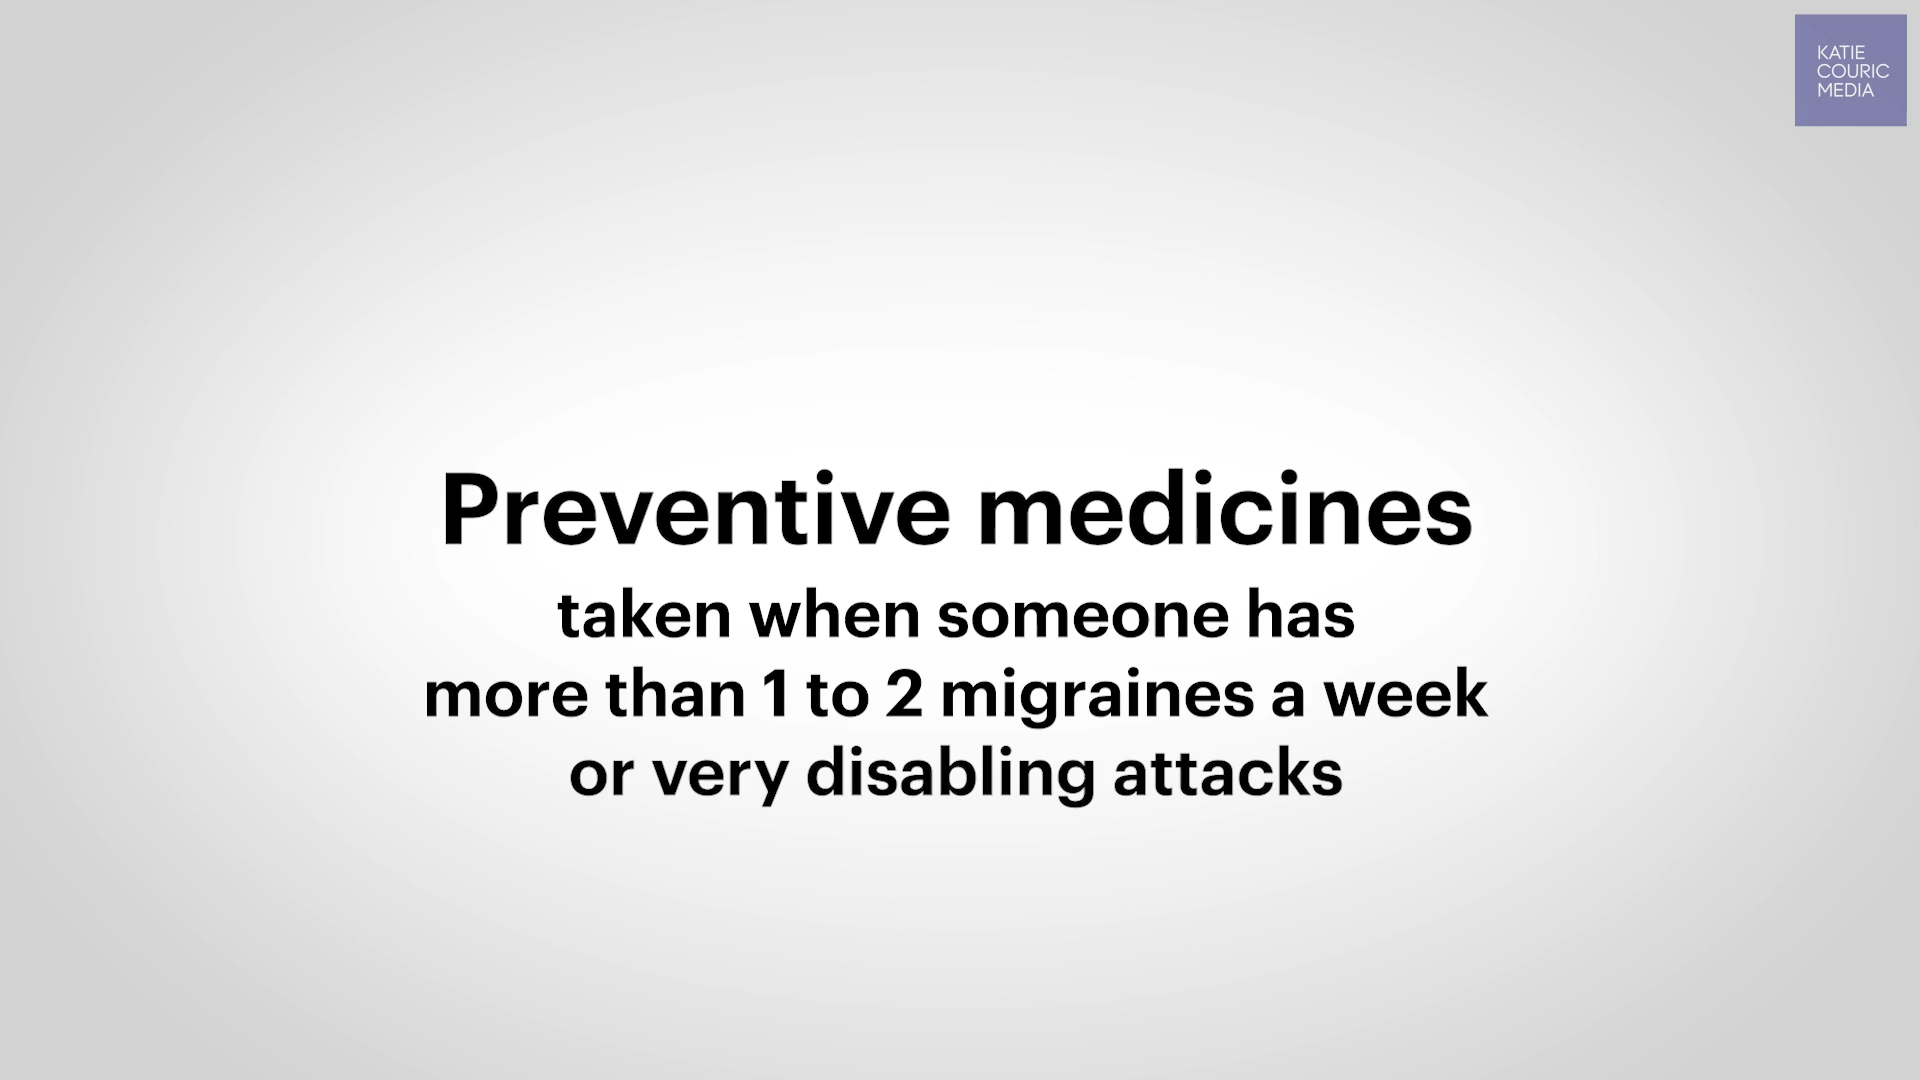 KATIE
COURIC
MEDIA
Preventive medicines
taken when someone has
more than 1 to 2 migraines a week
or very disabling attacks